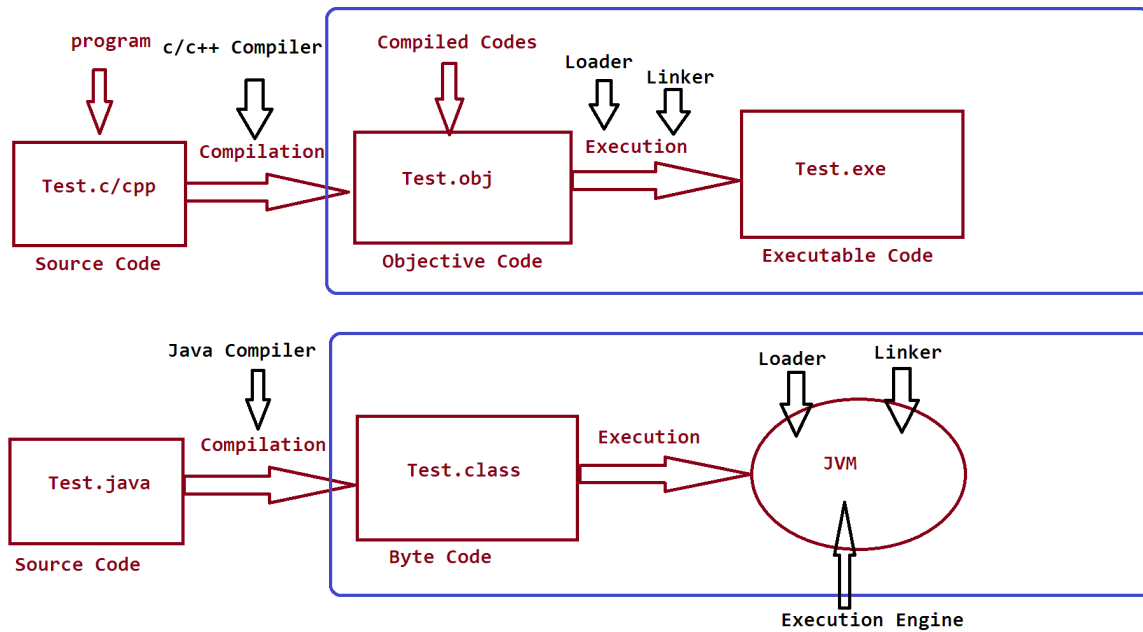 program
c/c++ Compiler
Compiled Codes
Loader
Linker
Compilation
Execution
Test.c/cpp
Test.obj
Test.exe
Source Code
Objective Code
Executable Code
Java Compiler
Loader
Linker
Compilation
Execution
Test.java
Test.class
JVM
Source Code
Byte Code
Execution Engine